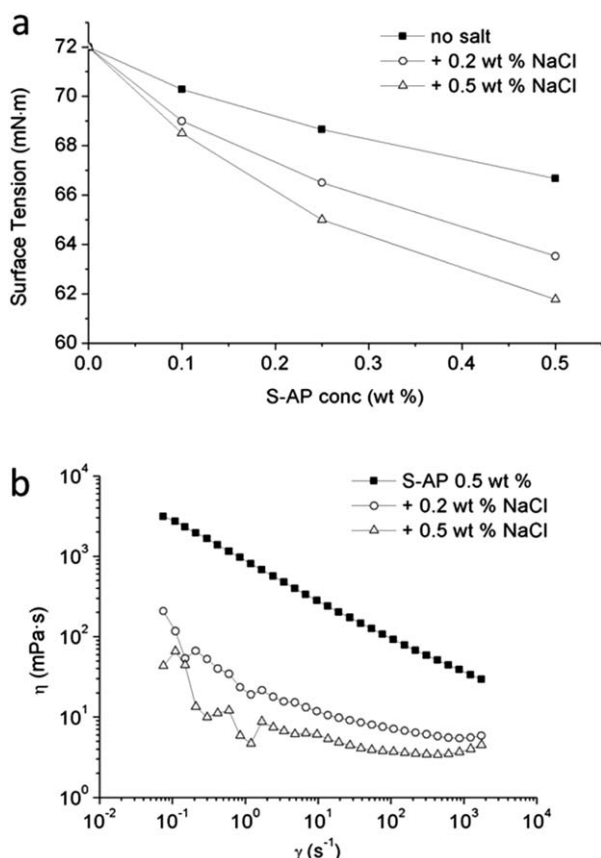 a
no salt
+ 0.2 wt % NaCl
+ 0.5 wt % NaCl
72
70
68
66
64
62
60
Surface Tension (mN·m)
0.0 0.1 0.2 0.3 0.4 0.5
S-AP conc (wt %)
b
S-AP 0.5 wt %
+ 0.2 wt % NaCl
+ 0.5 wt % NaCl
10⁴
10³
10²
10¹
10⁰
η (mPa·s)
10⁻² 10⁻¹ 10⁰ 10¹ 10² 10³ 10⁴
γ (s⁻¹)